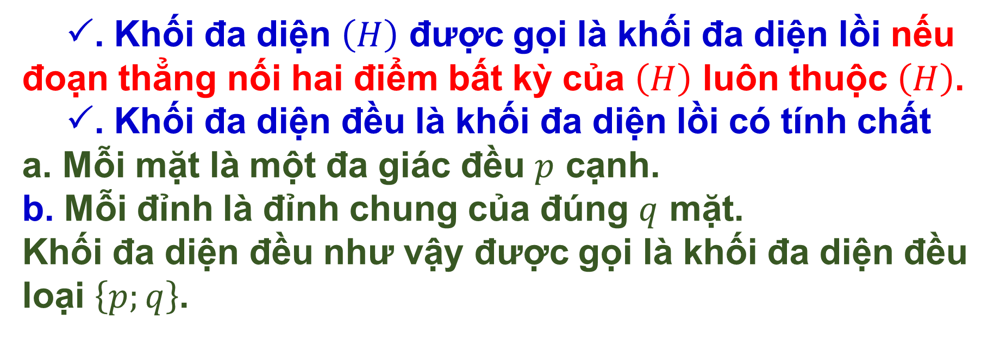 ✓. Khối đa diện (H) được gọi là khối đa diện lồi nếu
đoạn thẳng nối hai điểm bất kỳ của (H) luôn thuộc (H).
✓. Khối đa diện đều là khối đa diện lồi có tính chất
a. Mỗi mặt là một đa giác đều p cạnh.
b. Mỗi đỉnh là đỉnh chung của đúng q mặt.
Khối đa diện đều như vậy được gọi là khối đa diện đều
loại {p; q}.